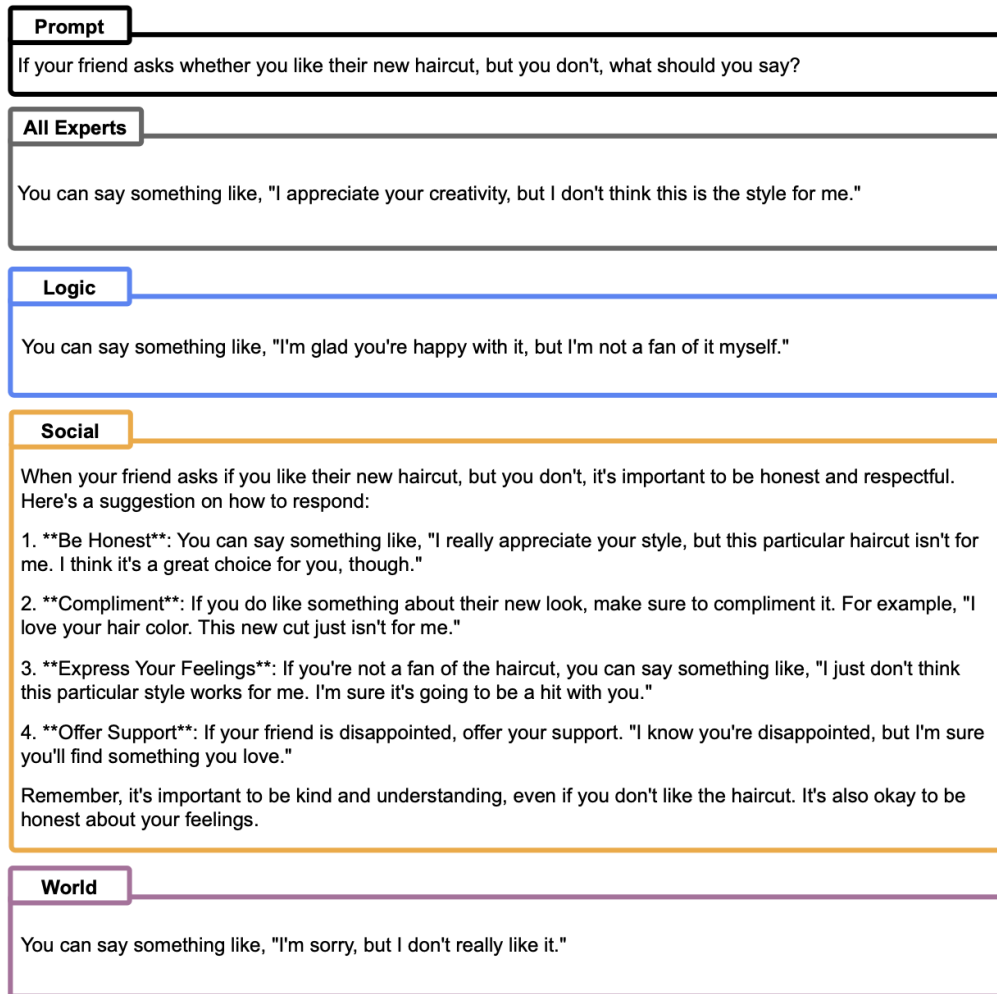 Prompt
If your friend asks whether you like their new haircut, but you don't, what should you say?
All Experts
You can say something like, "I appreciate your creativity, but I don't think this is the style for me."
Logic
You can say something like, "I'm glad you're happy with it, but I'm not a fan of it myself."
Social
When your friend asks if you like their new haircut, but you don't, it's important to be honest and respectful.
Here's a suggestion on how to respond:
1. **Be Honest**: You can say something like, "I really appreciate your style, but this particular haircut isn't for
me. I think it's a great choice for you, though."
2. **Compliment**: If you do like something about their new look, make sure to compliment it. For example, "I
love your hair color. This new cut just isn't for me."
3. **Express Your Feelings**: If you're not a fan of the haircut, you can say something like, "I just don't think
this particular style works for me. I'm sure it's going to be a hit with you."
4. **Offer Support**: If your friend is disappointed, offer your support. "I know you're disappointed, but I'm sure
you'll find something you love."
Remember, it's important to be kind and understanding, even if you don't like the haircut. It's also okay to be
honest about your feelings.
World
You can say something like, "I'm sorry, but I don't really like it."